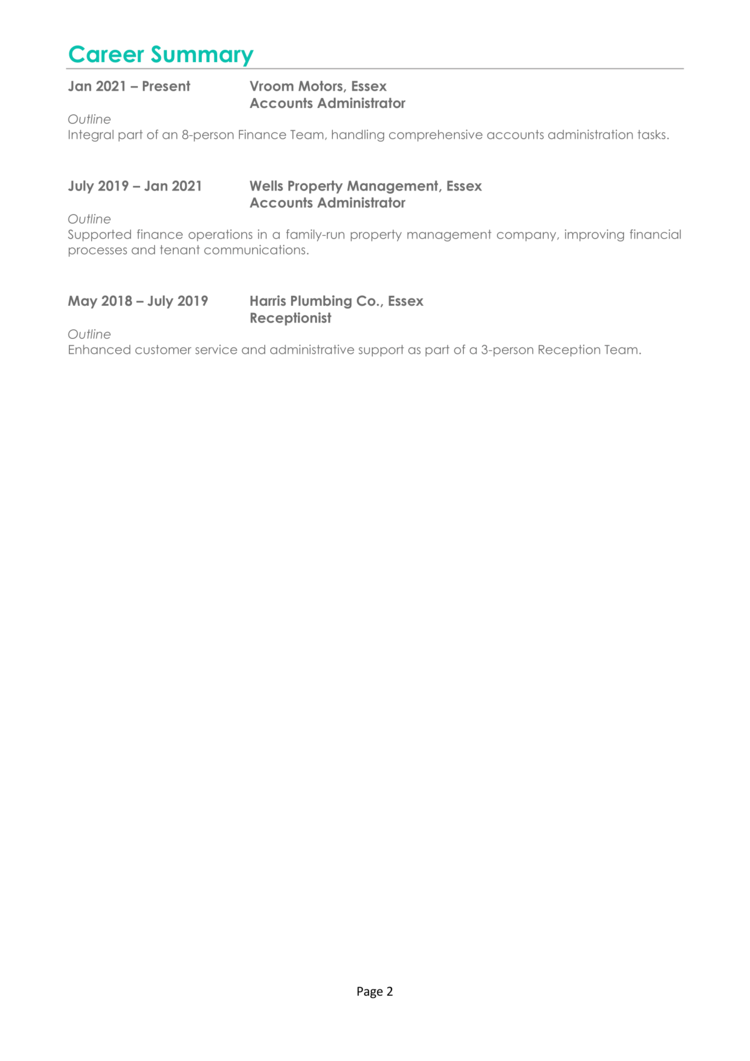 Career Summary
Jan 2021 – Present Vroom Motors, Essex
Accounts Administrator
Outline
Integral part of an 8-person Finance Team, handling comprehensive accounts administration tasks.
July 2019 – Jan 2021 Wells Property Management, Essex
Accounts Administrator
Outline
Supported finance operations in a family-run property management company, improving financial
processes and tenant communications.
May 2018 – July 2019 Harris Plumbing Co., Essex
Receptionist
Outline
Enhanced customer service and administrative support as part of a 3-person Reception Team.
Page 2